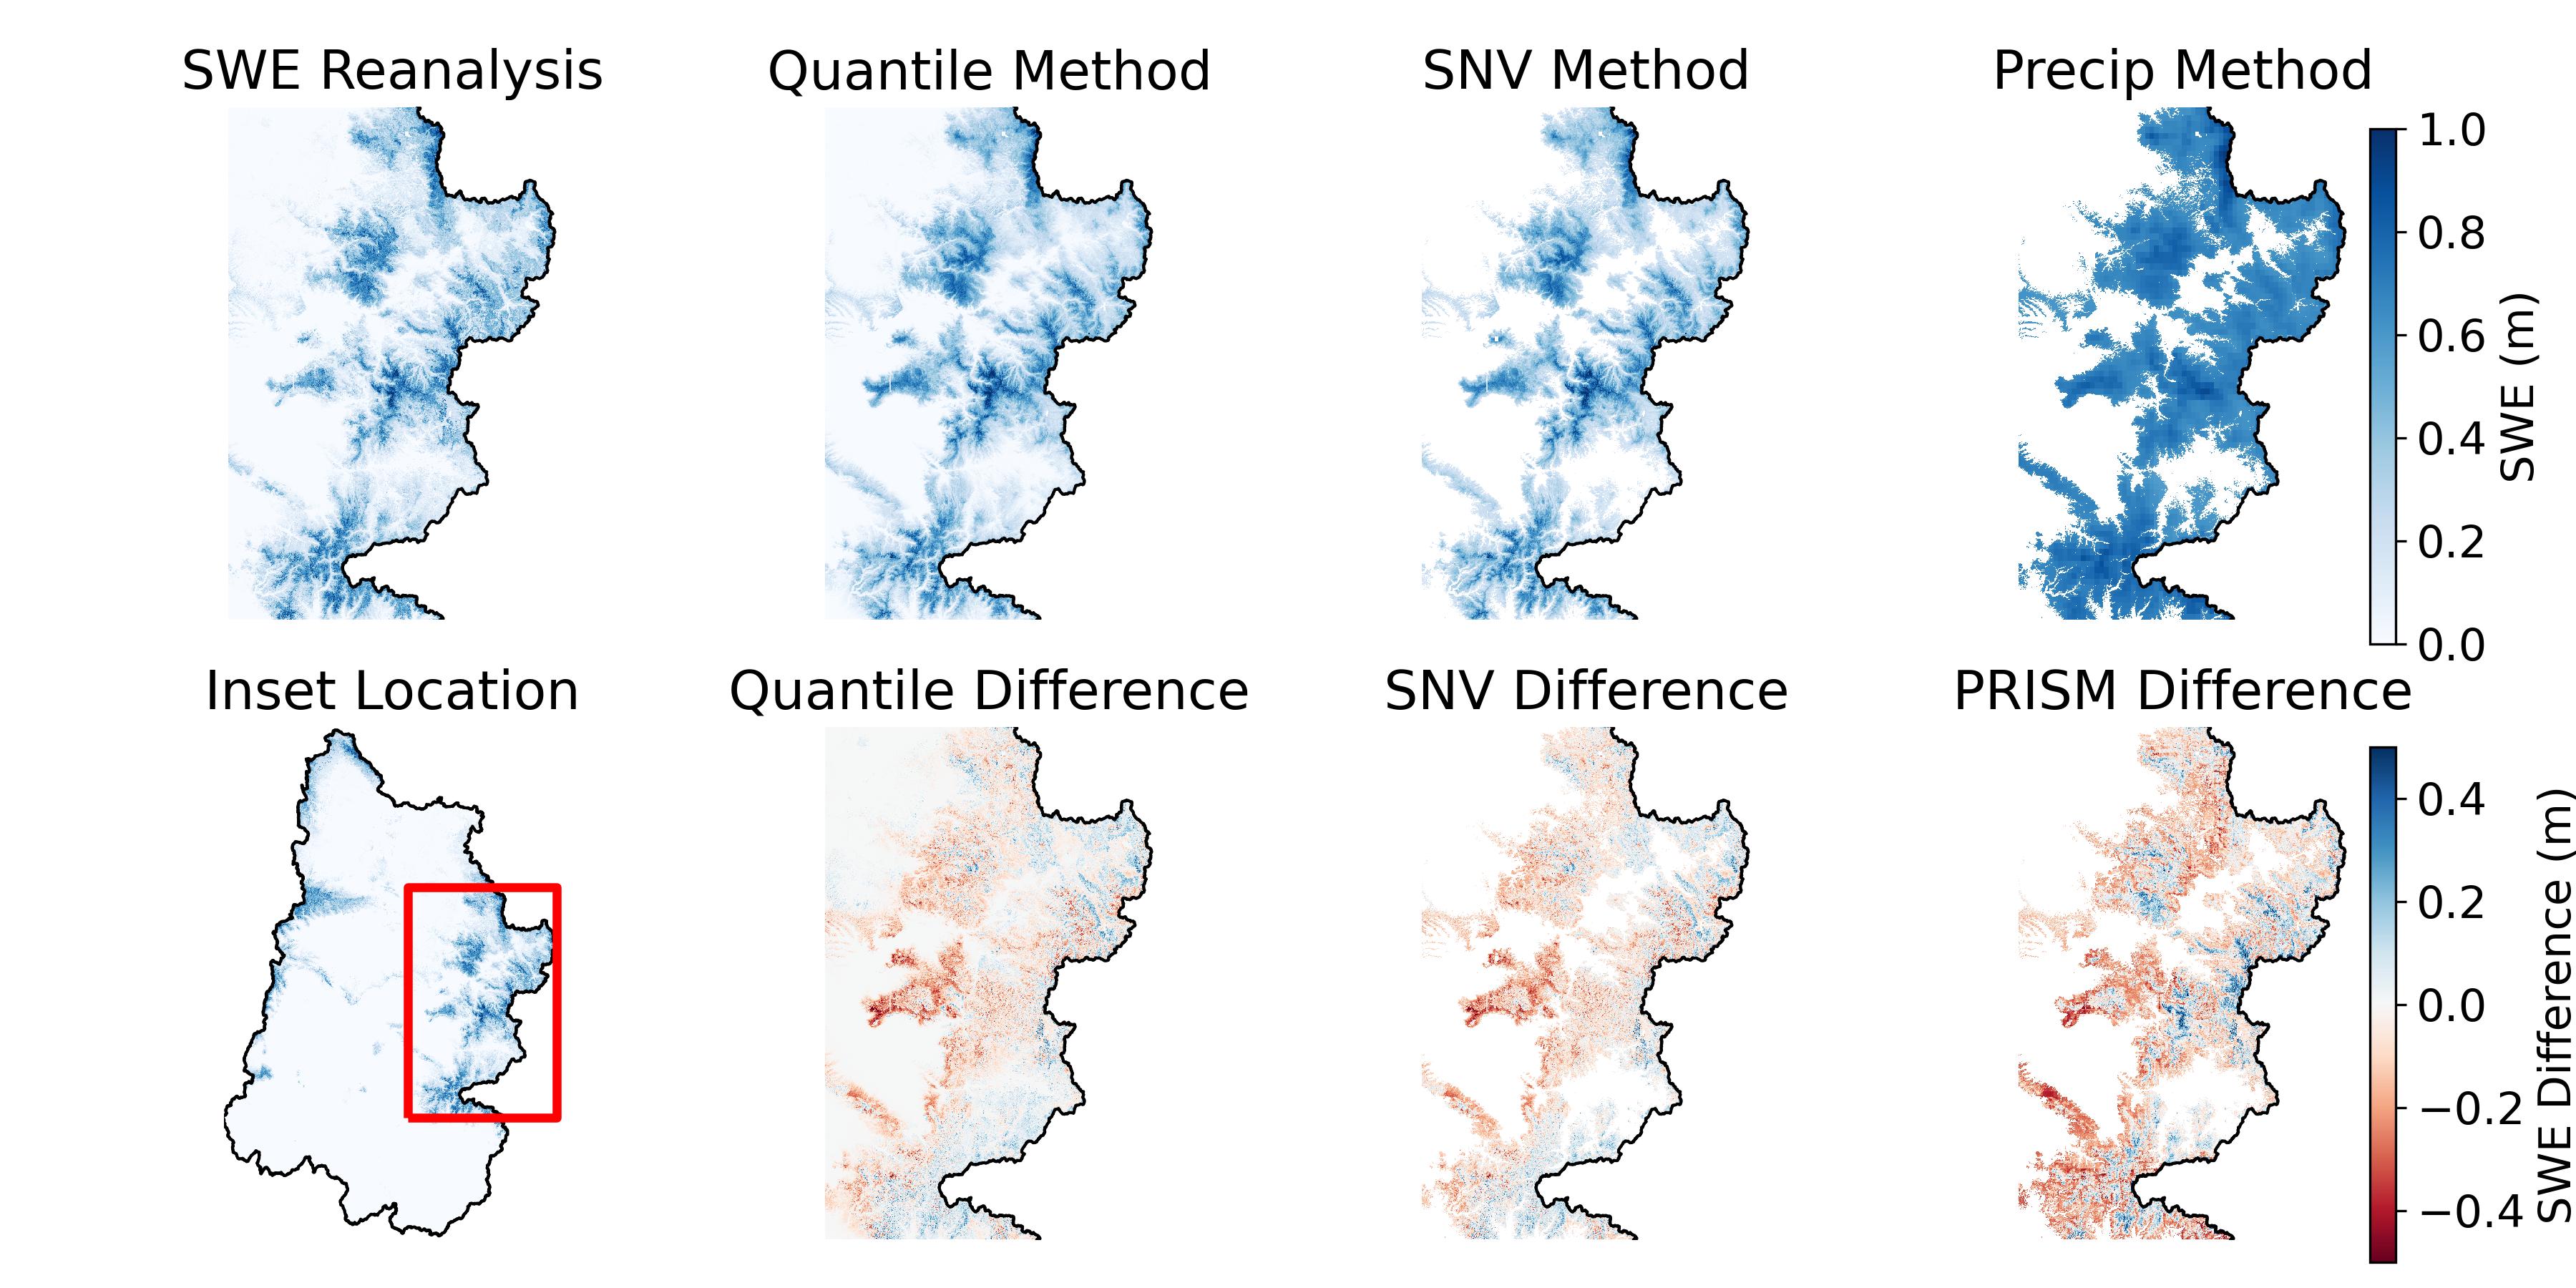 SWE Reanalysis
Quantile Method
SNV Method
Precip Method
1.0
0.8
0.6
0.4
0.2
0.0
SWE (m)
Inset Location
Quantile Difference
SNV Difference
PRISM Difference
0.4
0.2
0.0
−0.2
−0.4
SWE Difference (m)